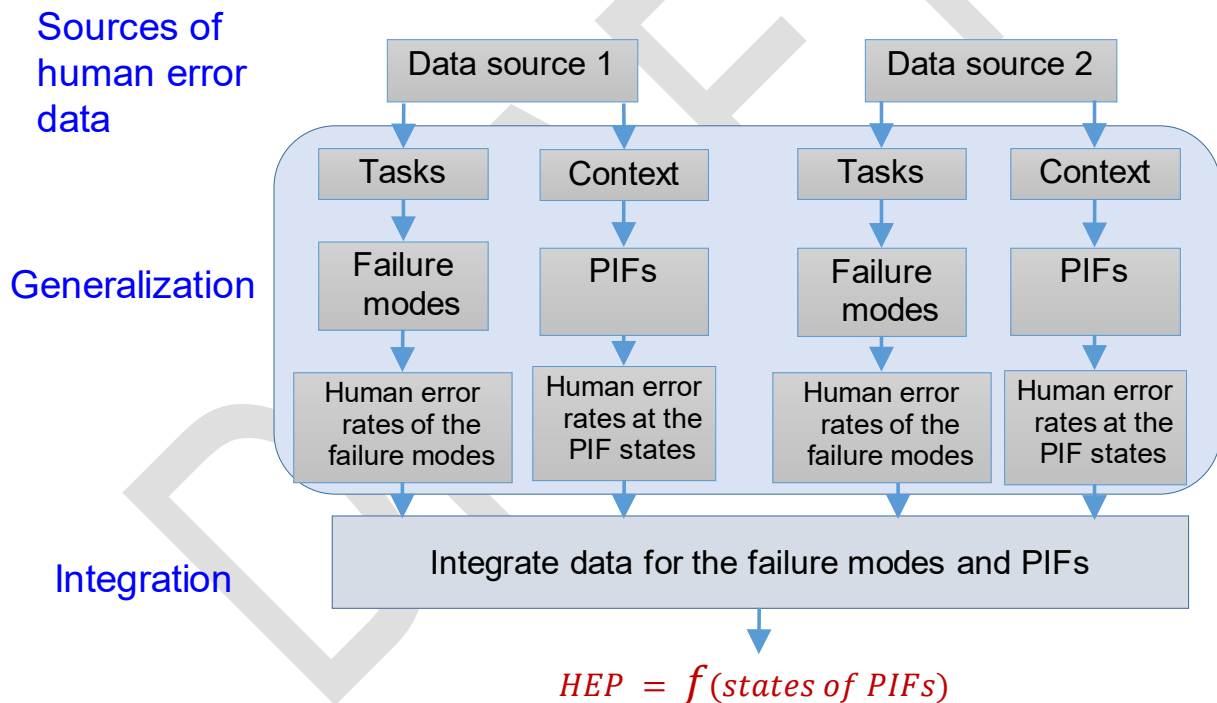 Sources of
human error
data
Data source 1
Data source 2
Tasks
Context
Tasks
Context
Generalization
Failure
modes
PIFs
Failure
modes
PIFs
Human error
rates of the
failure modes
Human error
rates at the
PIF states
Human error
rates of the
failure modes
Human error
rates at the
PIF states
Integration
Integrate data for the failure modes and PIFs
HEP = f(states of PIFs)